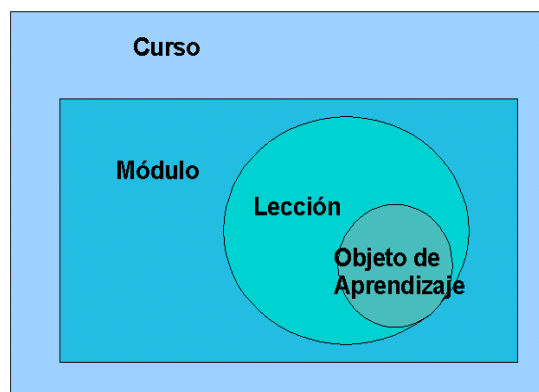 Curso
Módulo
Lección
Objeto de
Aprendizaje